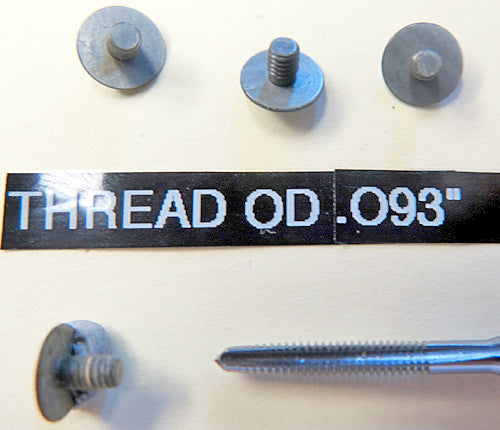 THREAD OD .093"